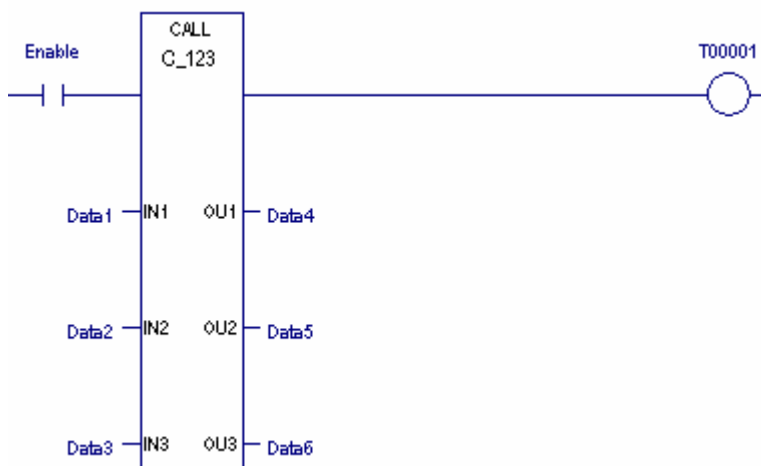 CALL
Enable
C_123
T00001
Data1 IN1 OU1 Data4
Data2 IN2 OU2 Data5
Data3 IN3 OU3 Data6